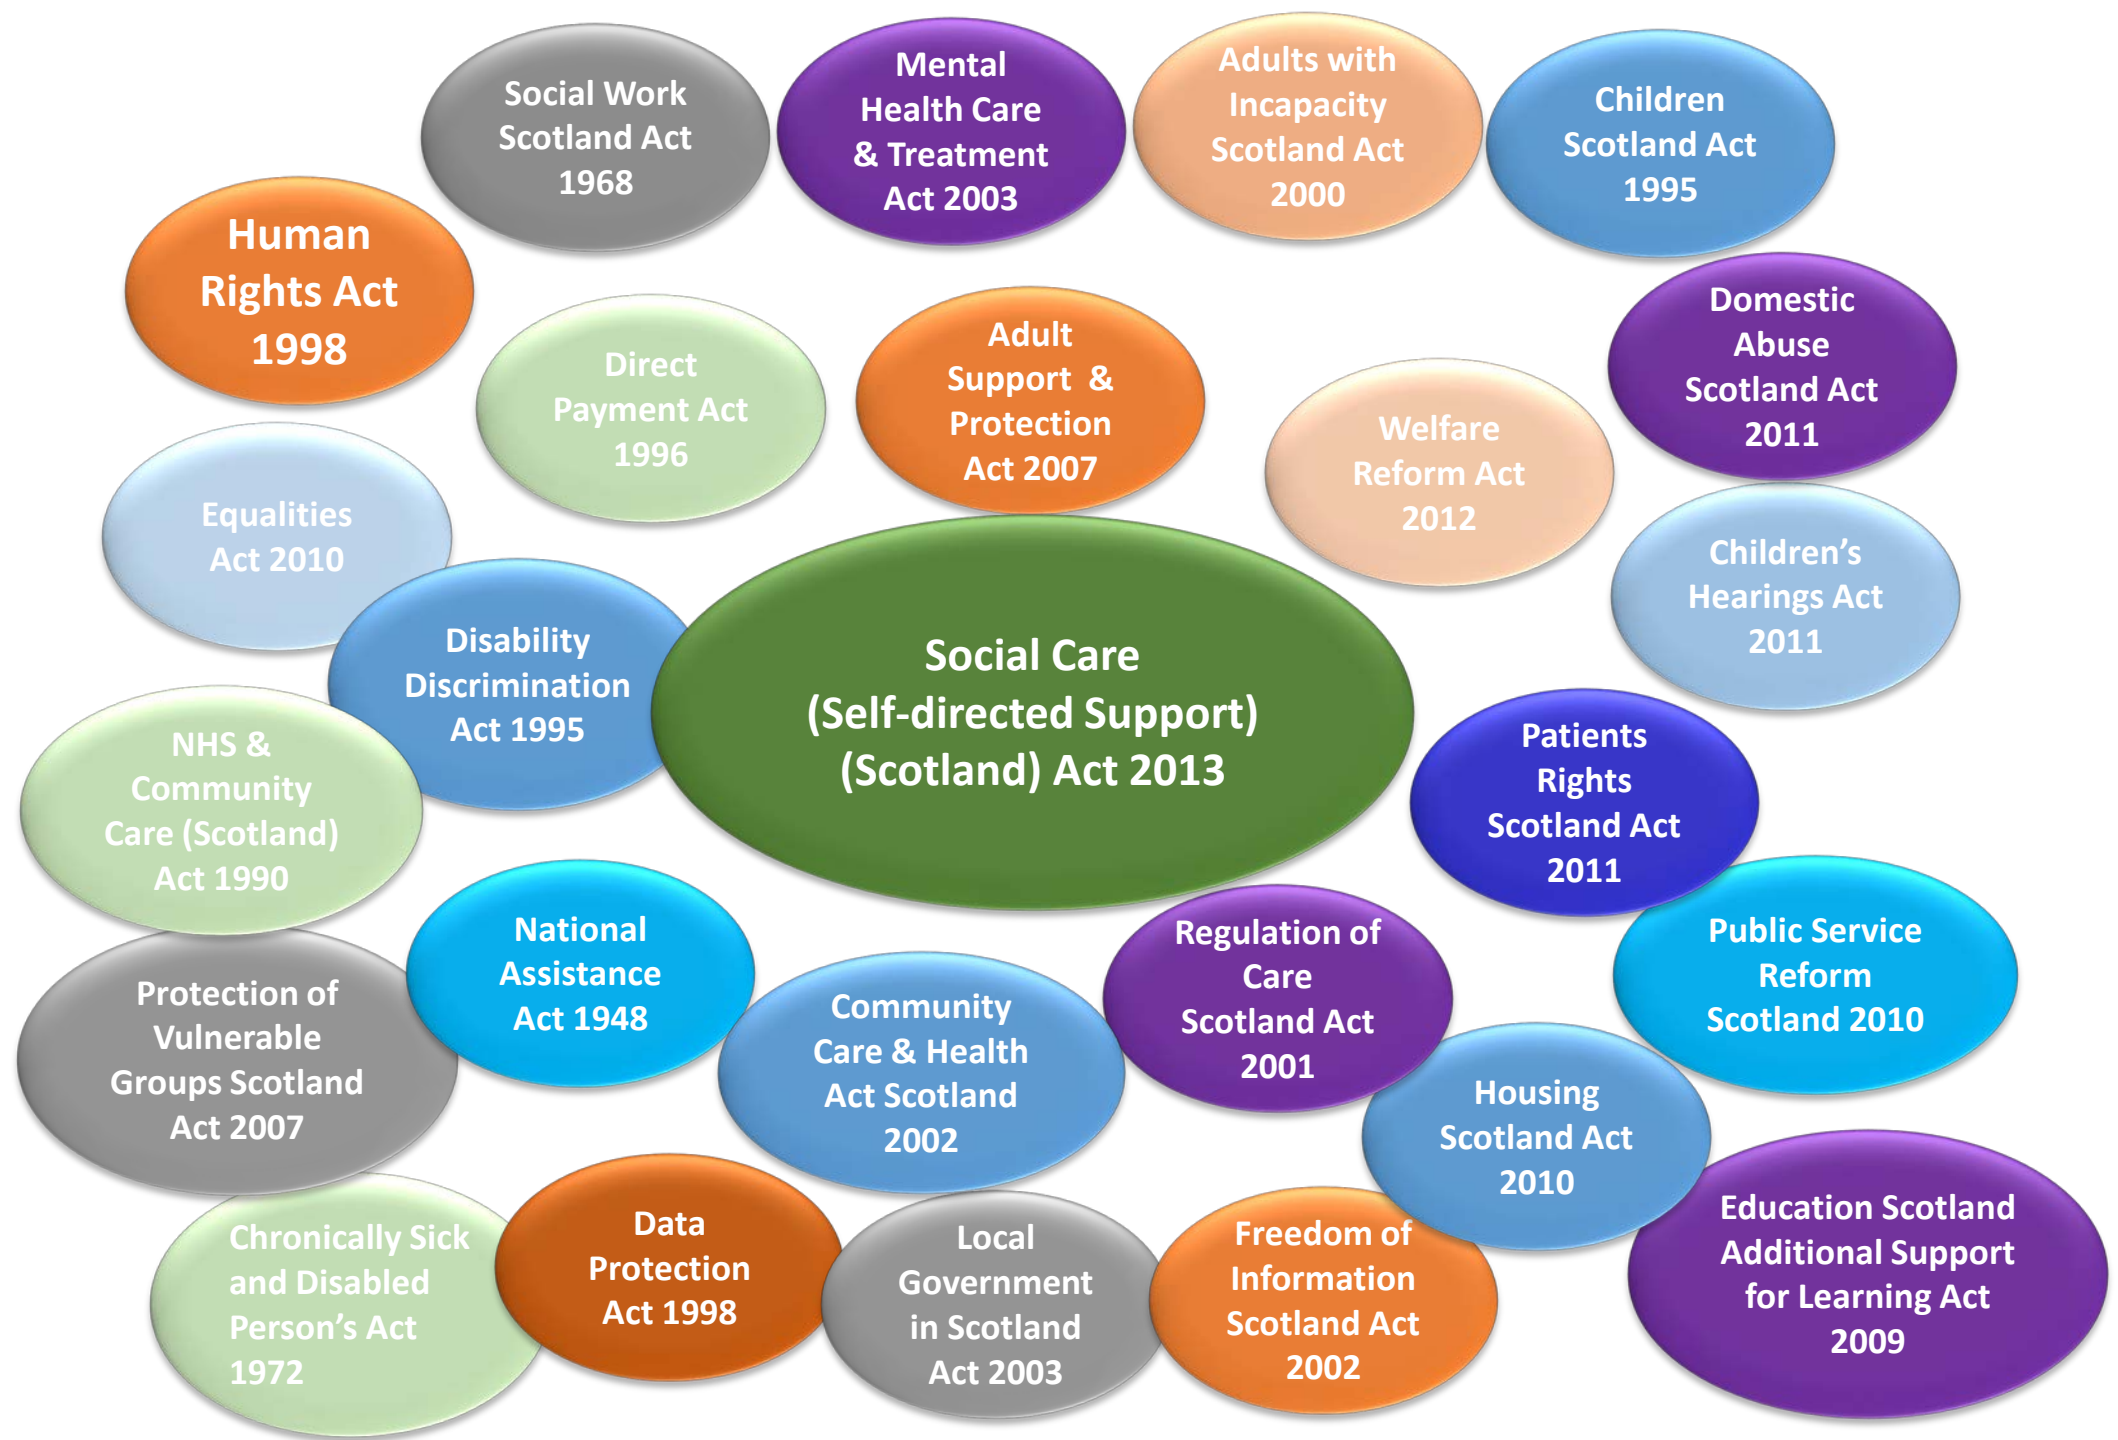 Social Work
Scotland Act
1968
Mental
Health Care
& Treatment
Act 2003
Adults with
Incapacity
Scotland Act
2000
Children
Scotland Act
1995
Human
Rights Act
1998
Direct
Payment Act
1996
Adult
Support  &
Protection
Act 2007
Welfare
Reform Act
2012
Domestic
Abuse
Scotland Act
2011
Equalities
Act 2010
Disability
Discrimination
Act 1995
Social Care
(Self-directed Support)
(Scotland) Act 2013
Children’s
Hearings Act
2011
NHS &
Community
Care (Scotland)
Act 1990
Patients
Rights
Scotland Act
2011
National
Assistance
Act 1948
Regulation of
Care
Scotland Act
2001
Public Service
Reform
Scotland 2010
Protection of
Vulnerable
Groups Scotland
Act 2007
Community
Care & Health
Act Scotland
2002
Housing
Scotland Act
2010
Chronically Sick
and Disabled
Person’s Act
1972
Data
Protection
Act 1998
Local
Government
in Scotland
Act 2003
Freedom of
Information
Scotland Act
2002
Education Scotland
Additional Support
for Learning Act
2009